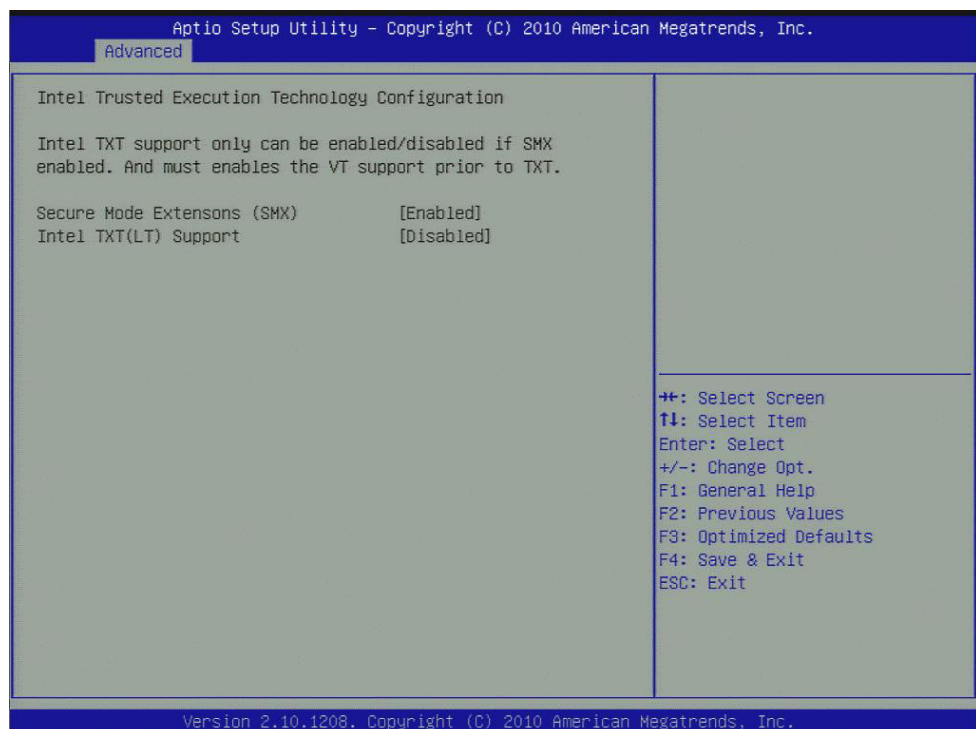 Aptio Setup Utility – Copyright (C) 2010 American Megatrends, Inc.
Advanced
Intel Trusted Execution Technology Configuration
Intel TXT support only can be enabled/disabled if SMX
enabled. And must enables the VT support prior to TXT.
Secure Mode Extensons (SMX) [Enabled]
Intel TXT(LT) Support [Disabled]
→←: Select Screen
↑↓: Select Item
Enter: Select
+/-: Change Opt.
F1: General Help
F2: Previous Values
F3: Optimized Defaults
F4: Save & Exit
ESC: Exit
Version 2.10.1208. Copyright (C) 2010 American Megatrends, Inc.